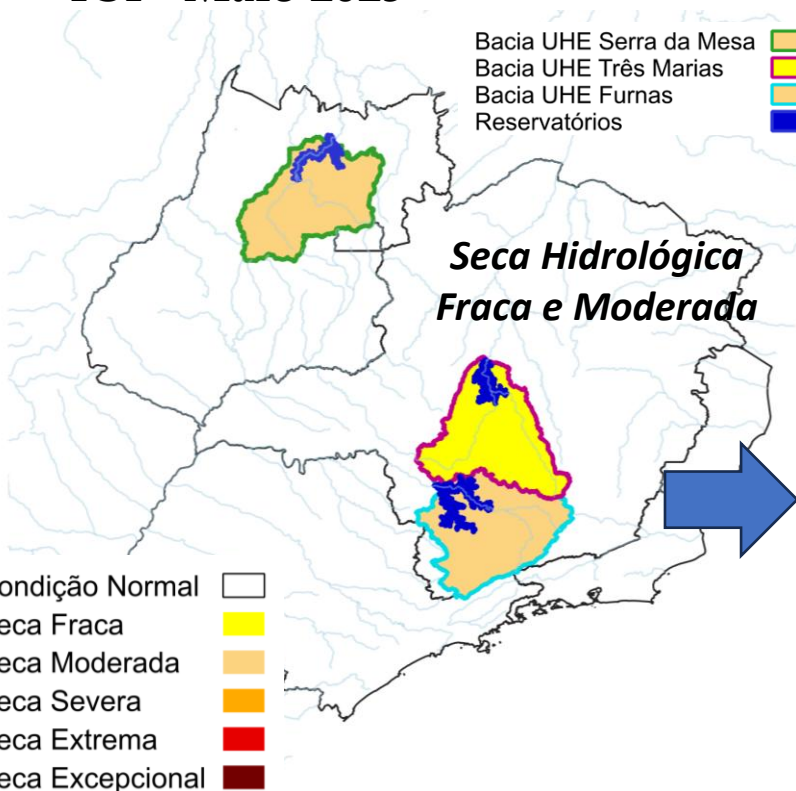 Bacia UHE Serra da Mesa
Bacia UHE Três Marias
Bacia UHE Furnas
Reservatórios
Seca Hidrológica
Fraca e Moderada
ondição Normal
eca Fraca
eca Moderada
eca Severa
eca Extrema
eca Excepcional